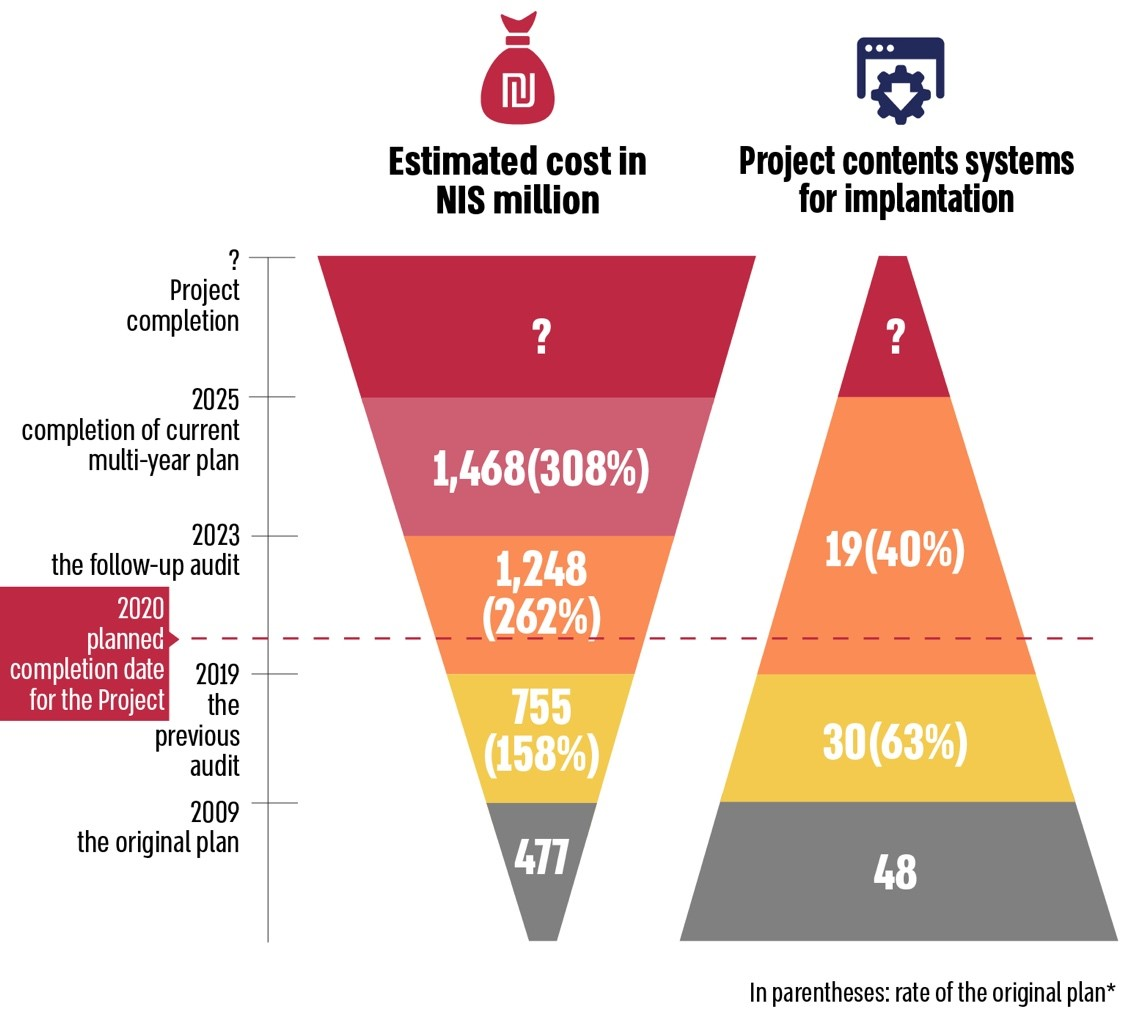 ₪
Estimated cost in
NIS million
Project contents systems
for implantation
?
Project
completion
?
?
2025
completion of current
multi-year plan
1,468(308%)
2023
the follow-up audit
1,248
(262%)
19(40%)
2020
planned
completion date
for the Project
2019
the
previous
audit
755
(158%)
30(63%)
2009
the original plan
477
48
In parentheses: rate of the original plan*